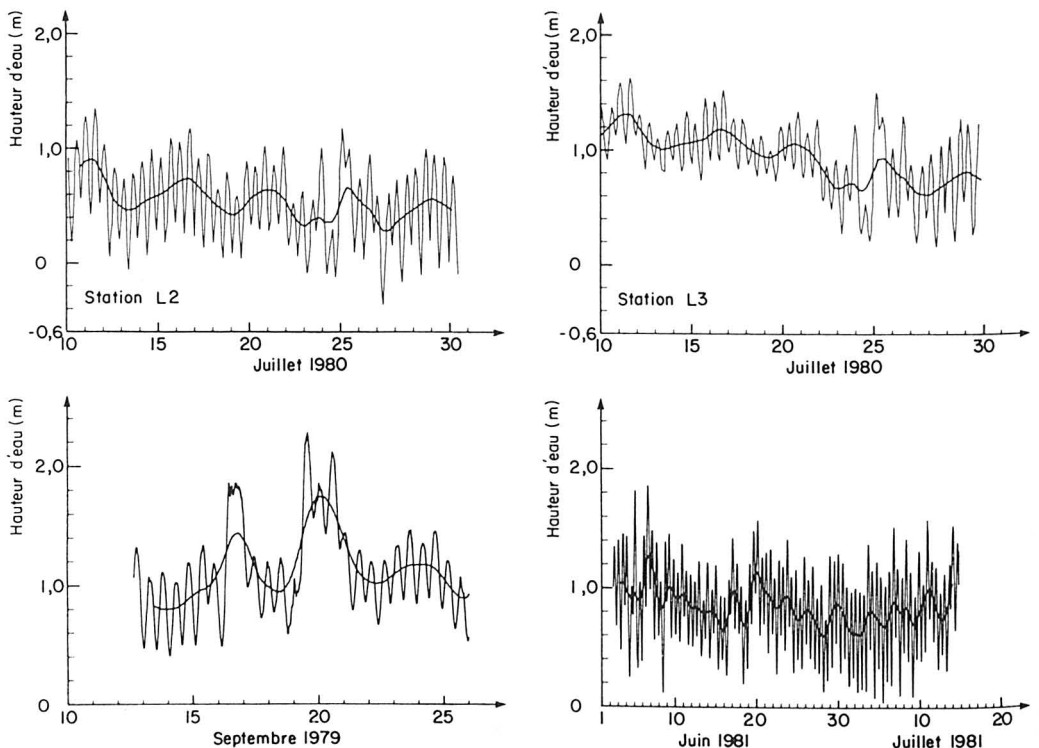 Hauteur d'eau (m)
2,0
1,0
0
-0,6
Station L2
10 15 20 25 30
Juillet 1980
Hauteur d'eau (m)
2,0
1,0
0
-0,6
Station L3
10 15 20 25 30
Juillet 1980
Hauteur d'eau (m)
2,0
1,0
0
10 15 20 25
Septembre 1979
Hauteur d'eau (m)
2,0
1,0
0
1 10 20 30 10 20
Juin 1981 Juillet 1981